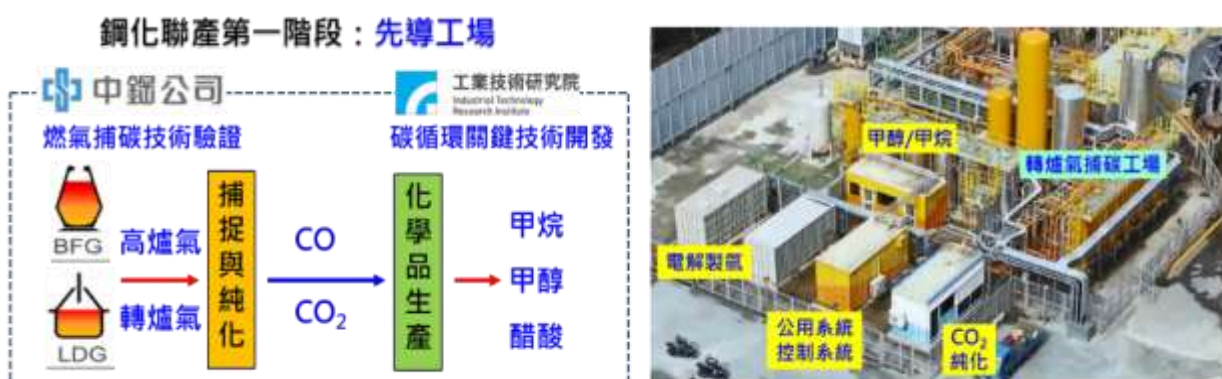 鋼化聯產第一階段：先導工場
中鋼公司
工業技術研究院
Industrial Technology
Research Institute
燃氣捕碳技術驗證
碳循環關鍵技術開發
BFG
高爐氣
轉爐氣
LDG
捕捉與純化
CO
CO₂
化學品生產
甲烷
甲醇
醋酸
甲醇/甲烷
轉爐氣捕碳工場
電解製氫
公用系統
控制系統
CO₂
純化